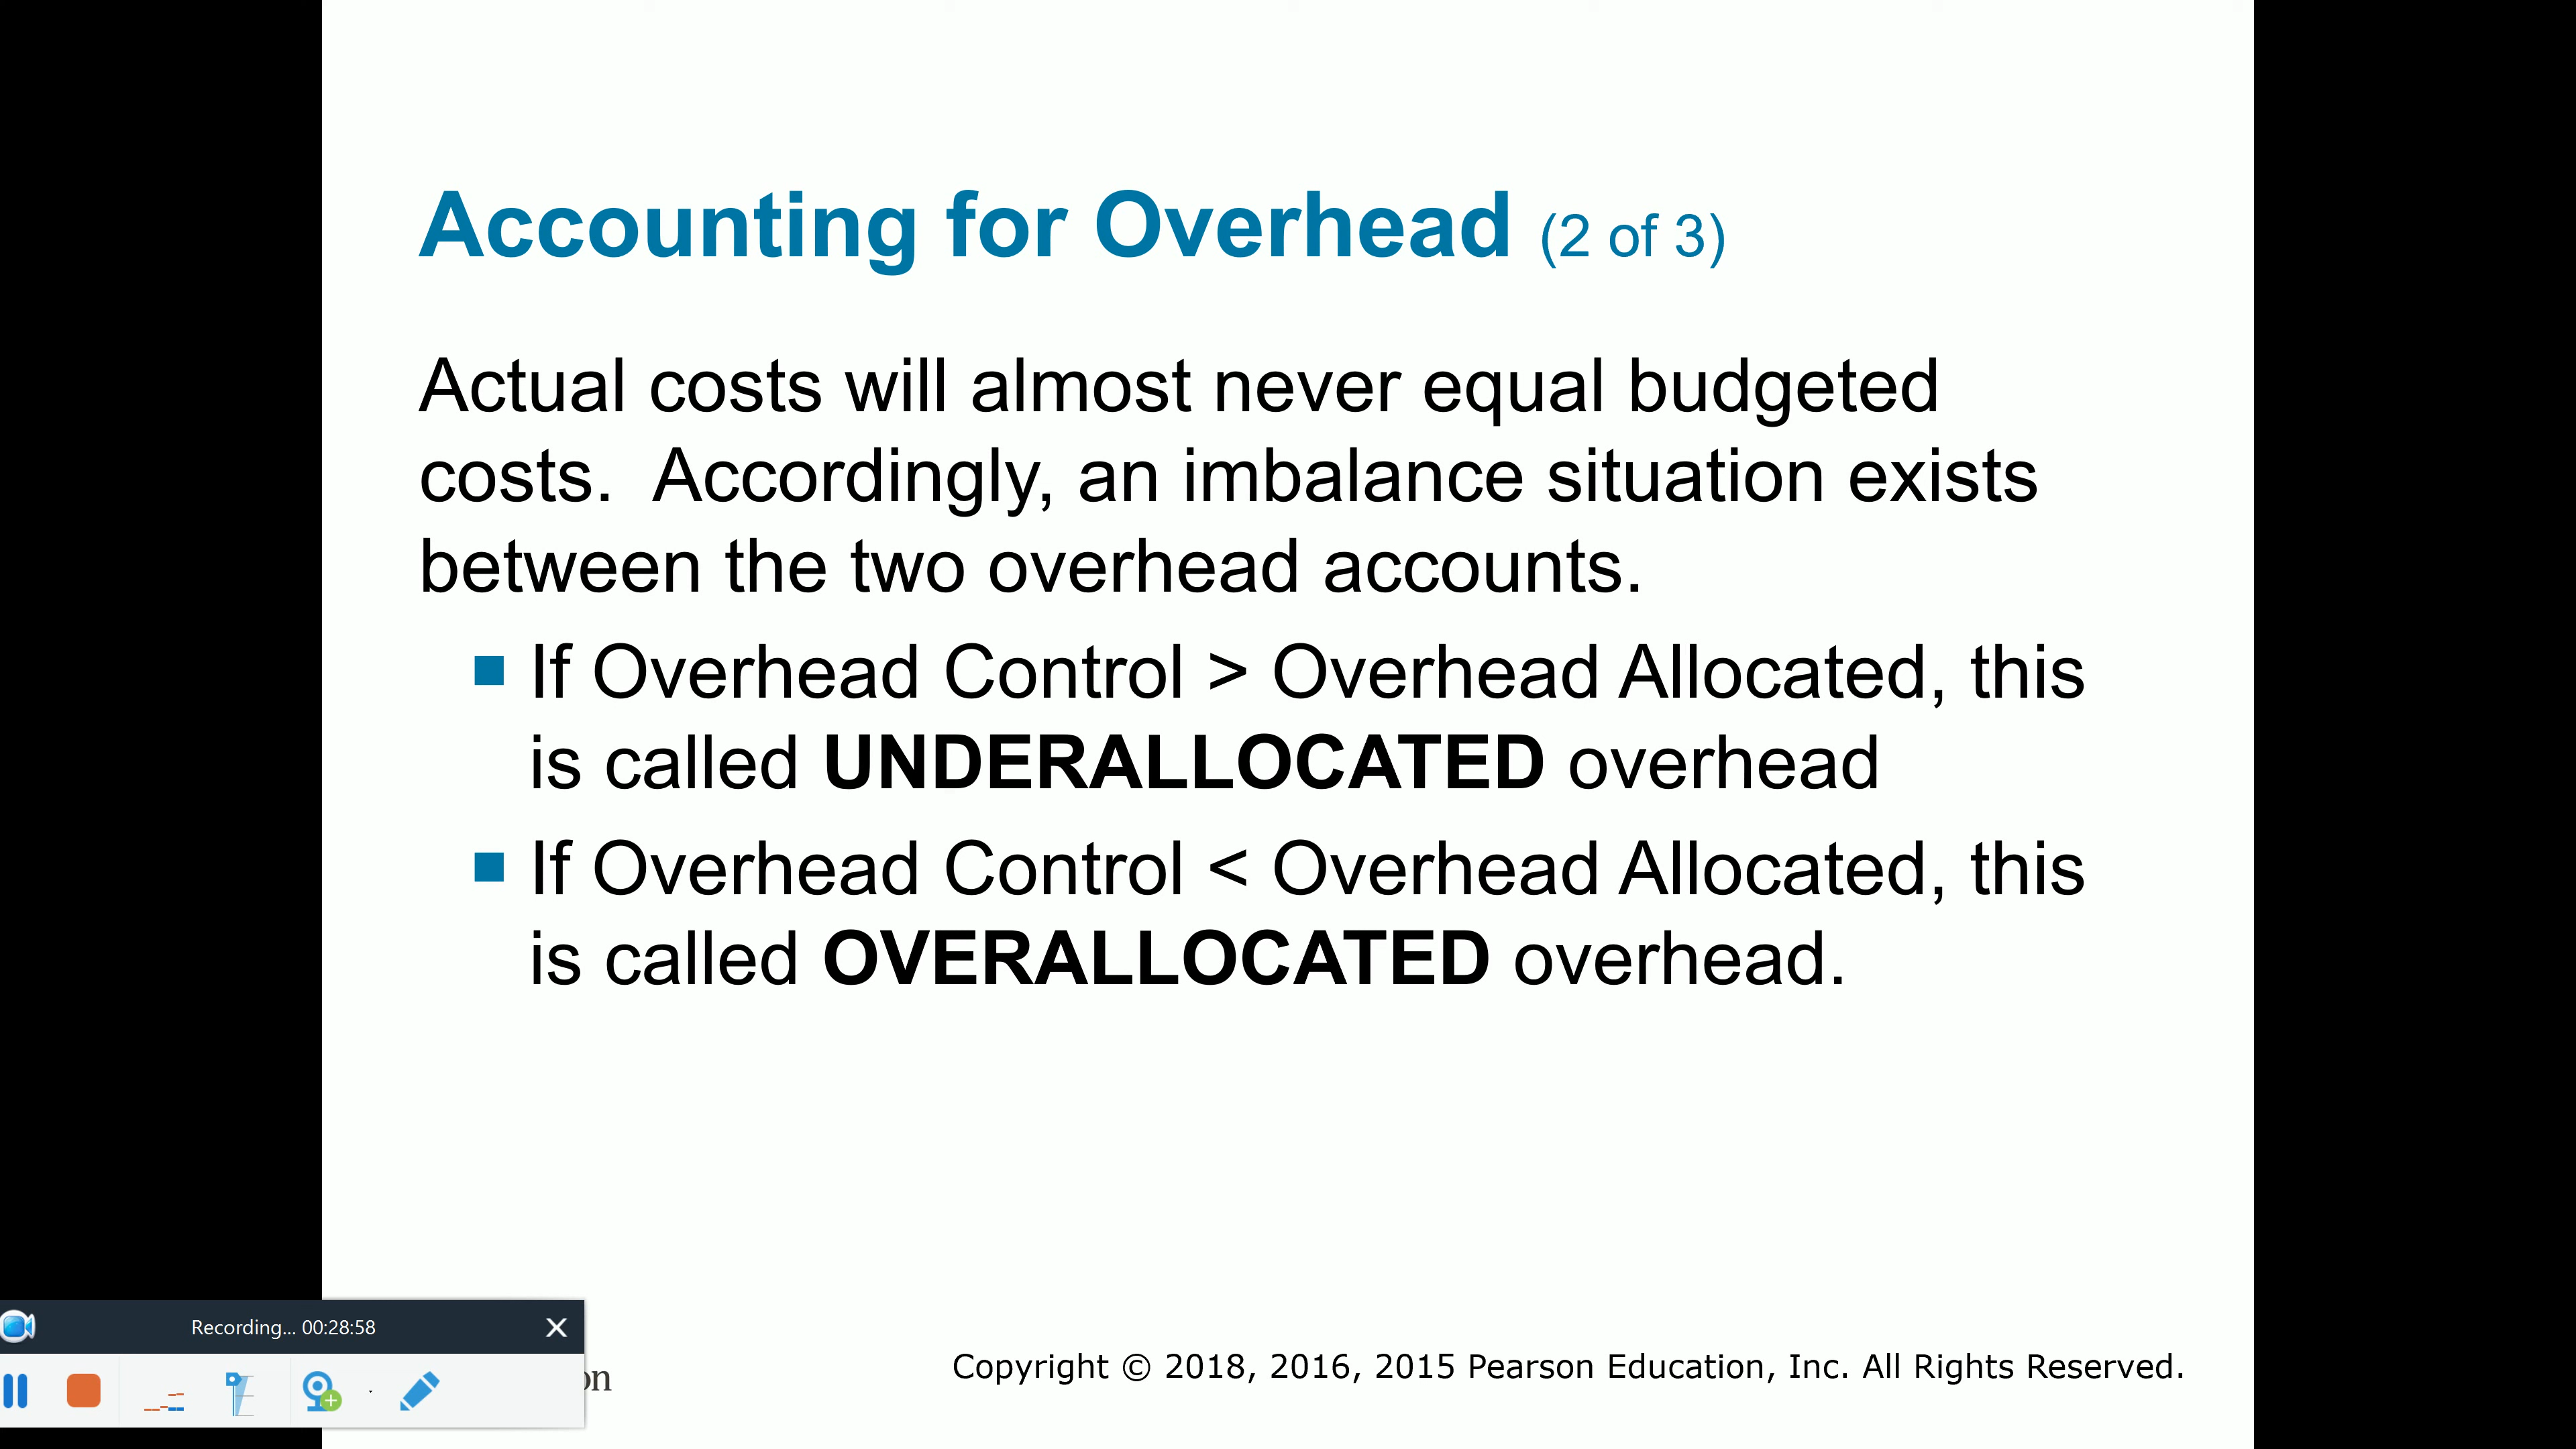 Accounting for Overhead (2 of 3)
Actual costs will almost never equal budgeted
costs.  Accordingly, an imbalance situation exists
between the two overhead accounts.
If Overhead Control > Overhead Allocated, this
is called UNDERALLOCATED overhead
If Overhead Control < Overhead Allocated, this
is called OVERALLOCATED overhead.
Recording... 00:28:58
Copyright © 2018, 2016, 2015 Pearson Education, Inc. All Rights Reserved.